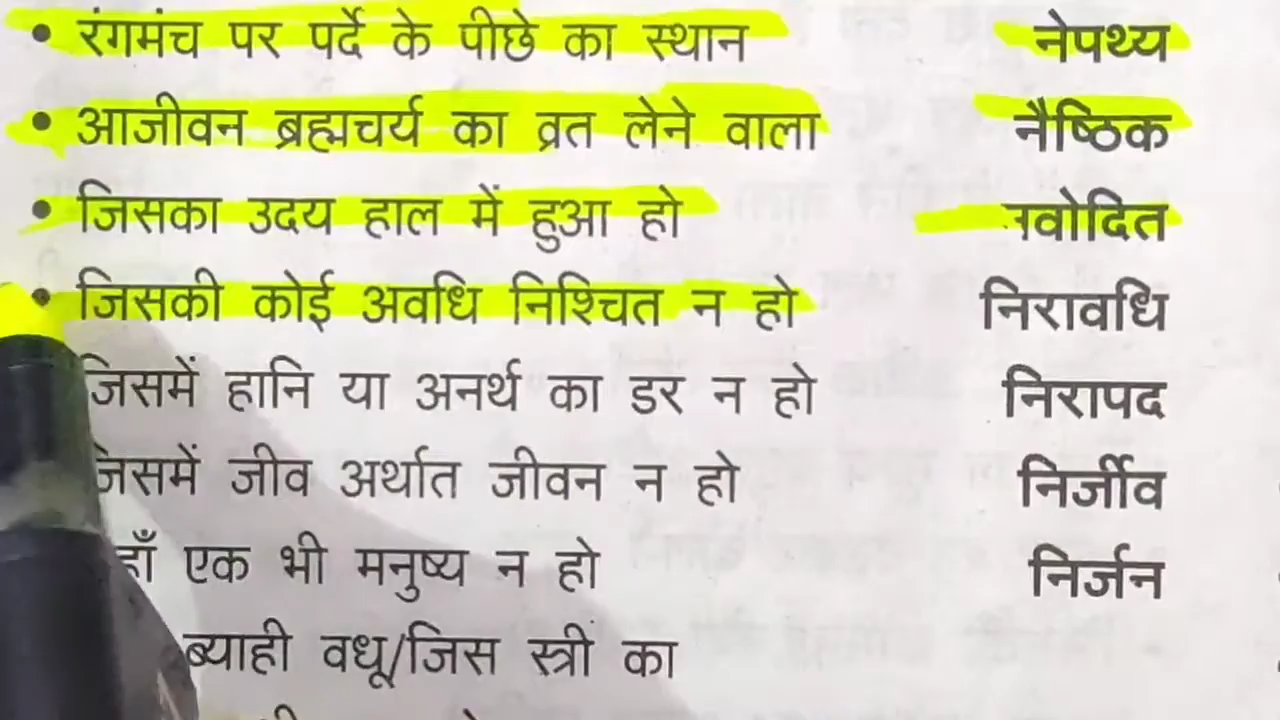 • रंगमंच पर पर्दे के पीछे का स्थान नेपथ्य
• आजीवन ब्रह्मचर्य का व्रत लेने वाला नैष्ठिक
• जिसका उदय हाल में हुआ हो नवोदित
• जिसकी कोई अवधि निश्चित न हो निरावधि
जिसमें हानि या अनर्थ का डर न हो निरापद
जिसमें जीव अर्थात जीवन न हो निर्जीव
एक भी मनुष्य न हो निर्जन
ब्याही वधू/जिस स्त्री का